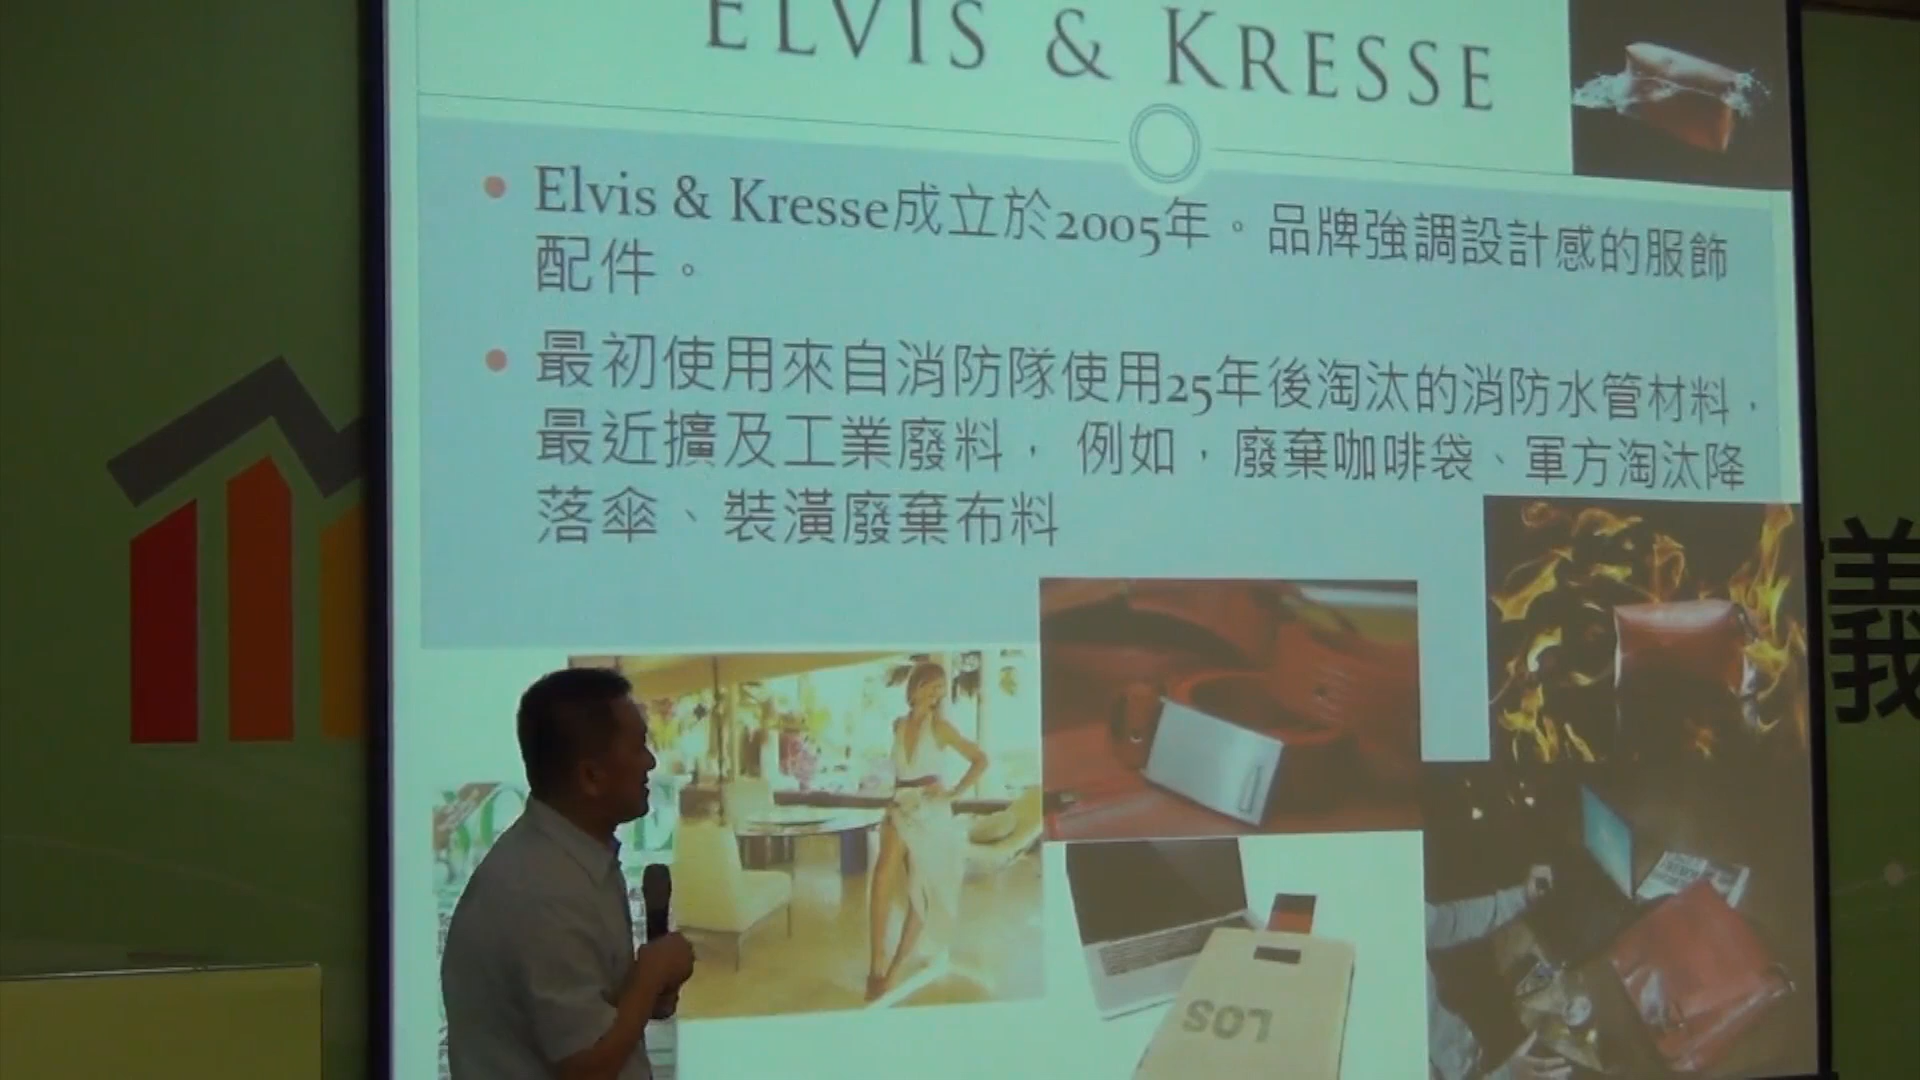 ELVIS & KRESSE
Elvis & Kresse成立於2005年。品牌強調設計感的服飾
配件。
最初使用來自消防隊使用25年後淘汰的消防水管材料，
最近擴及工業廢料，例如，廢棄咖啡袋、軍方淘汰降
落傘、裝潢廢棄布料
義
LOS